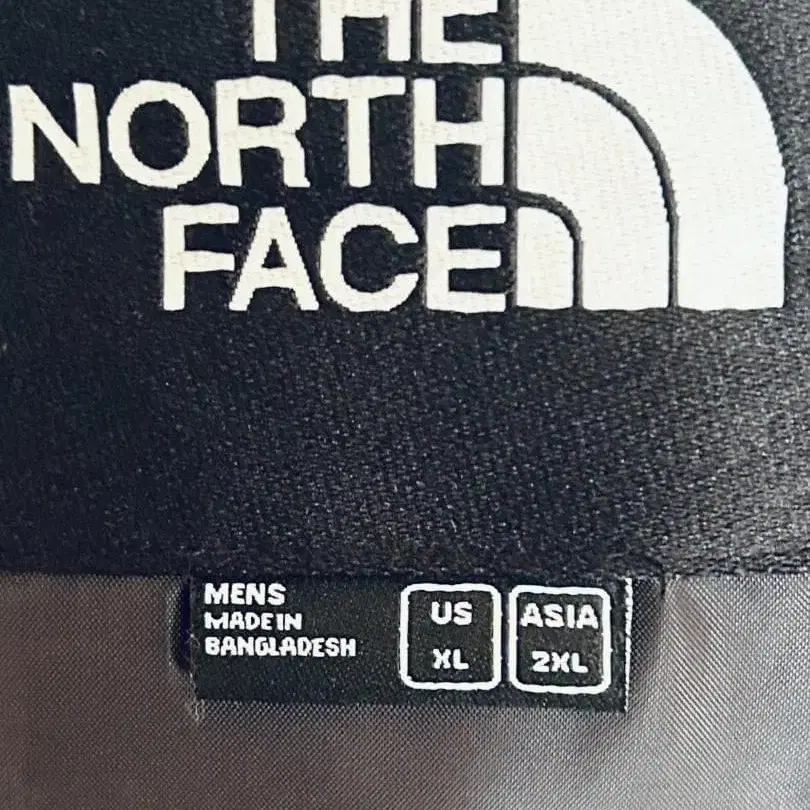 THE
NORTH
FACE
MENS
MADE IN
BANGLADESH
US
XL
ASIA
2XL